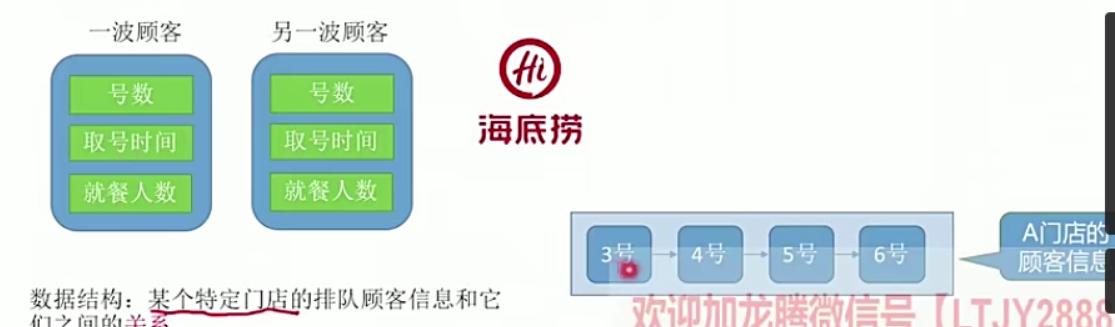 一波顾客
另一波顾客
号数
取号时间
就餐人数
号数
取号时间
就餐人数
Hi
海底捞
3号
4号
5号
6号
A门店的
顾客信息
数据结构：某个特定门店的排队顾客信息和它
们之间的关系
欢迎加龙腾微信号【LTJY2888